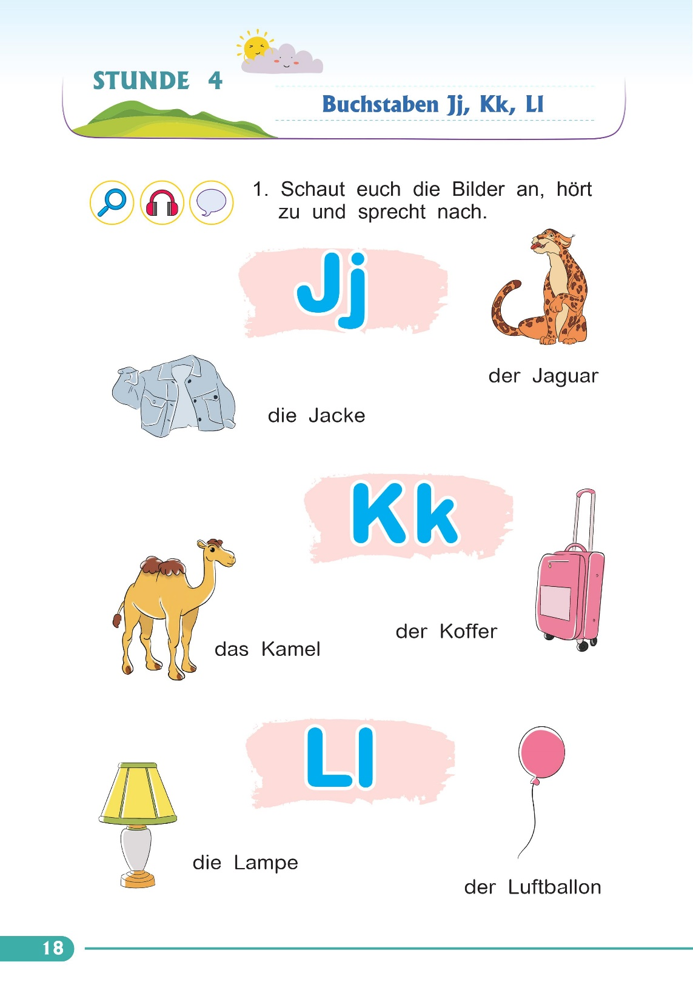 STUNDE 4
Buchstaben Jj, Kk, Ll
1. Schaut euch die Bilder an, hört
zu und sprecht nach.
Jj
der Jaguar
die Jacke
Kk
der Koffer
das Kamel
Ll
die Lampe
der Luftballon
18